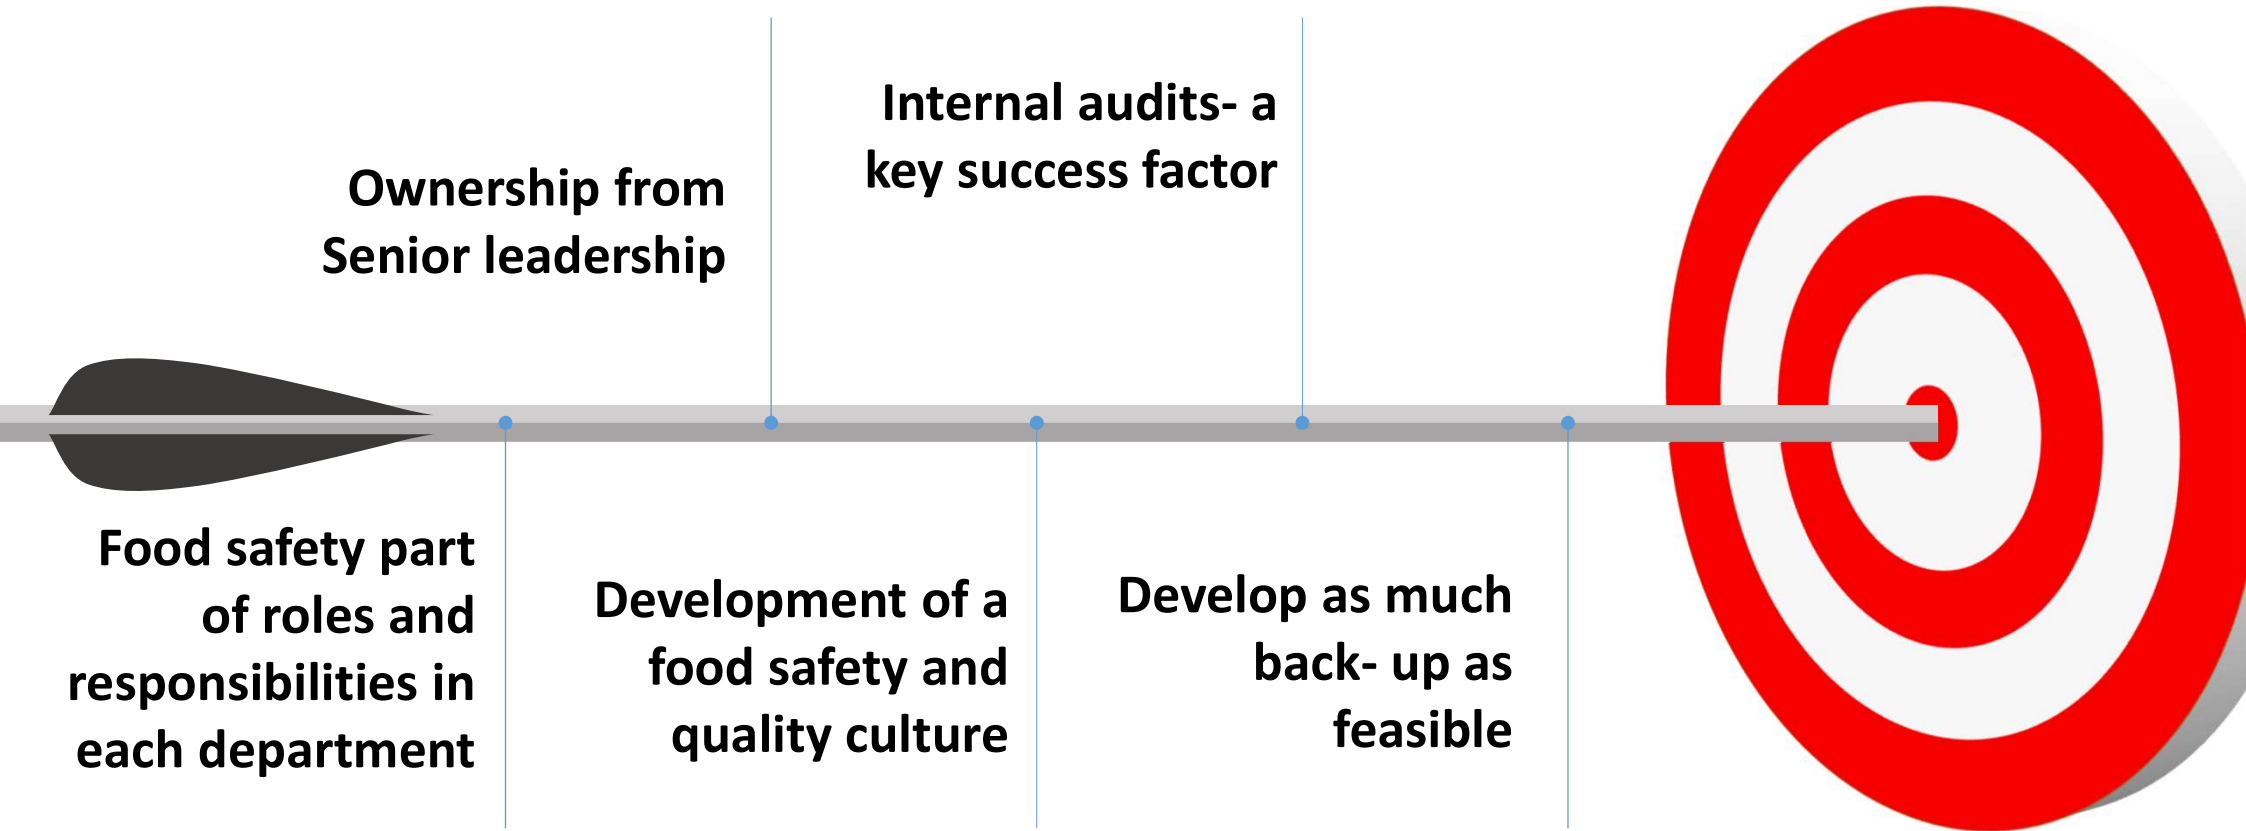 Food safety part
of roles and
responsibilities in
each department
Ownership from
Senior leadership
Development of a
food safety and
quality culture
Internal audits- a
key success factor
Develop as much
back- up as
feasible